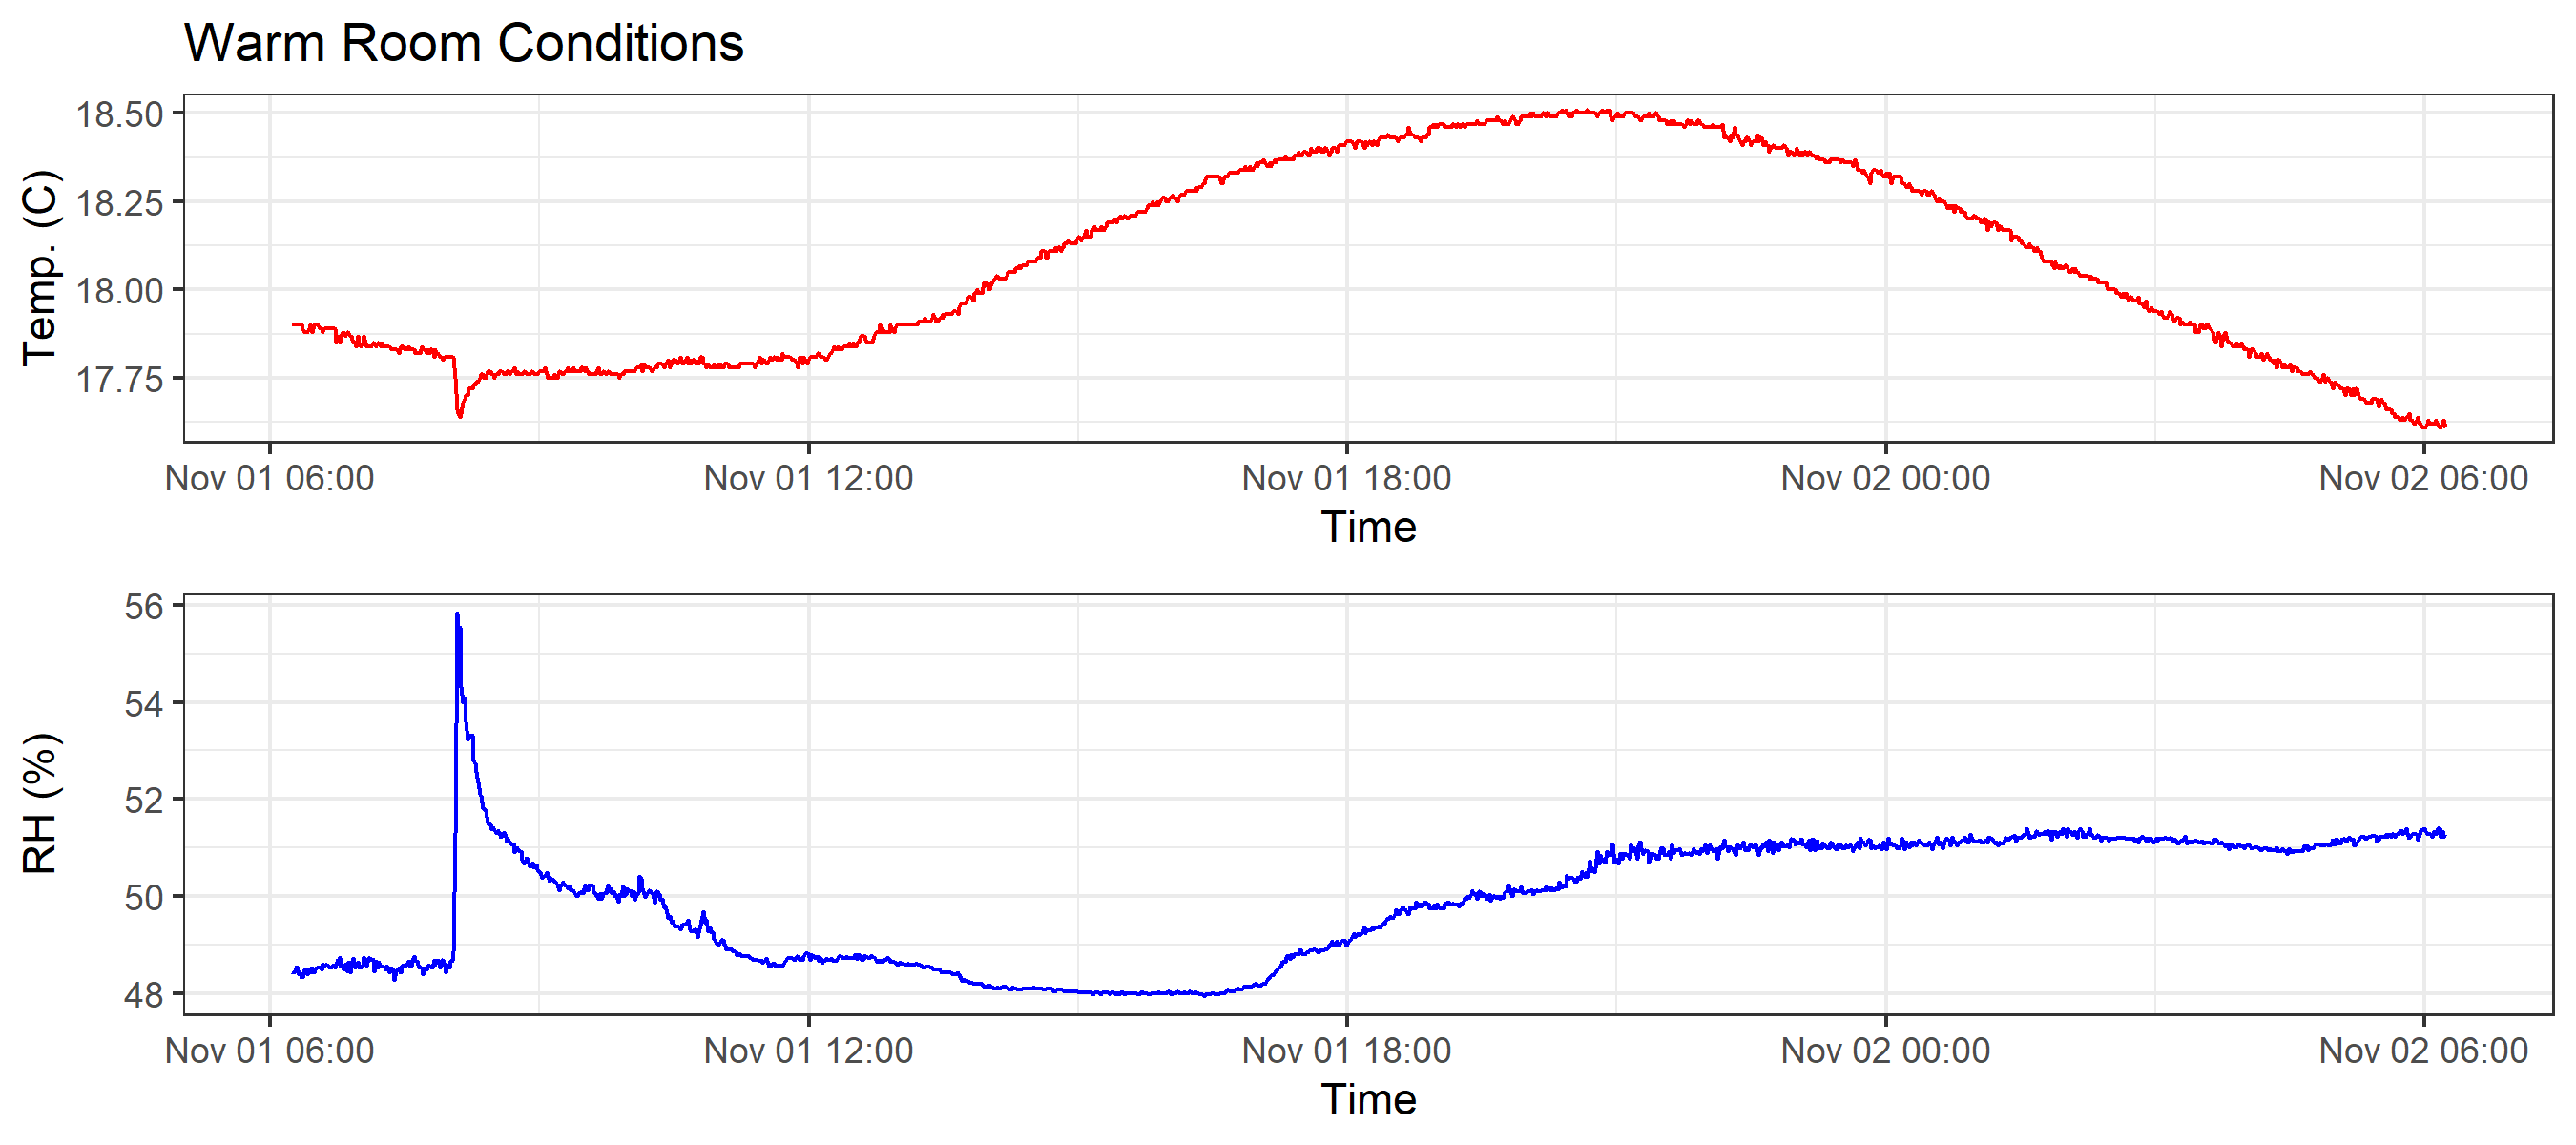 Warm Room Conditions
18.50
18.25
18.00
17.75
Temp. (C)
Nov 01 06:00 Nov 01 12:00 Nov 01 18:00 Nov 02 00:00 Nov 02 06:00
Time
56
54
52
50
48
RH (%)
Nov 01 06:00 Nov 01 12:00 Nov 01 18:00 Nov 02 00:00 Nov 02 06:00
Time